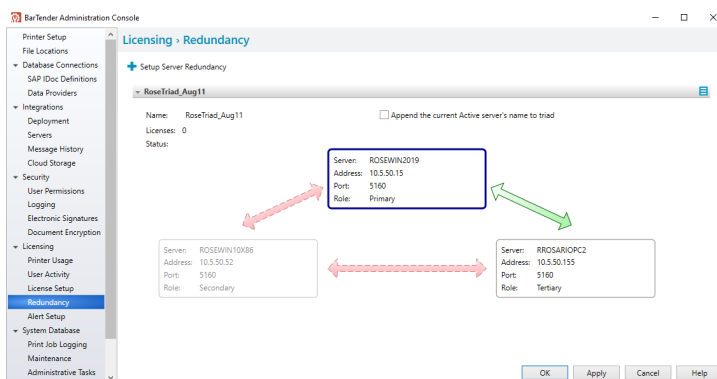 BarTender Administration Console
Printer Setup
File Locations
Database Connections
SAP IDoc Definitions
Data Providers
Integrations
Deployment
Servers
Message History
Cloud Storage
Security
User Permissions
Logging
Electronic Signatures
Document Encryption
Licensing
Printer Usage
User Activity
License Setup
Redundancy
Alert Setup
System Database
Print Job Logging
Maintenance
Administrative Tasks
Licensing › Redundancy
Setup Server Redundancy
RoseTriad_Aug11
Name: RoseTriad_Aug11
Append the current Active server's name to triad
Licenses: 0
Status:
Server: ROSEWIN2019
Address: 10.5.50.15
Port: 5160
Role: Primary
Server: ROSEWIN10X86
Address: 10.5.50.52
Port: 5160
Role: Secondary
Server: RROSARIOPC2
Address: 10.5.50.155
Port: 5160
Role: Tertiary
OK Apply Cancel Help